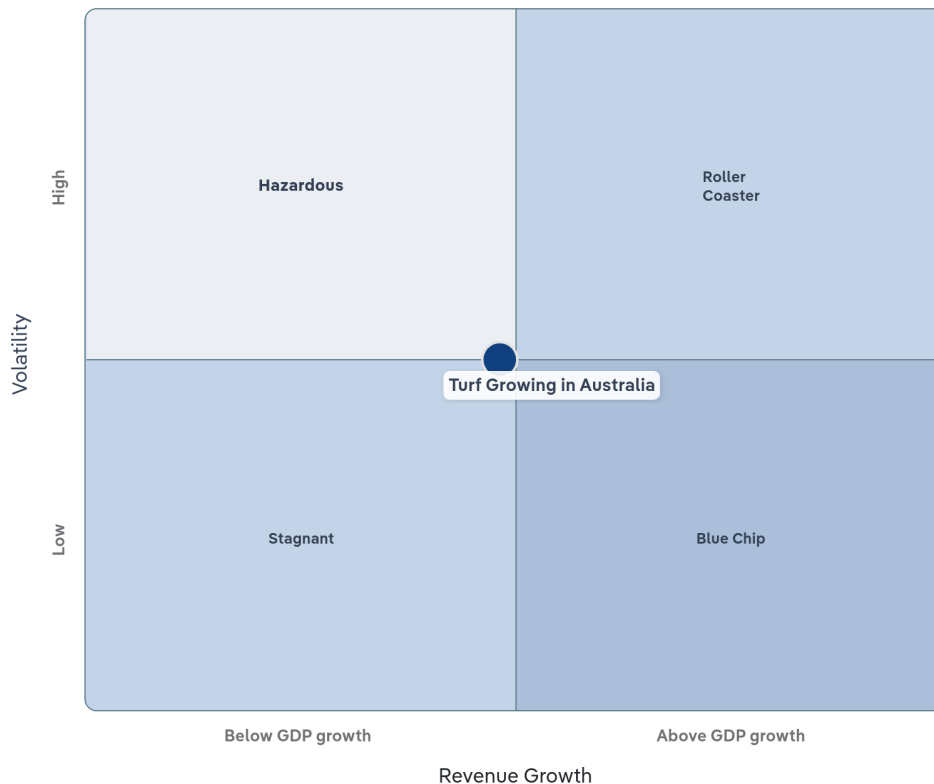 High
Hazardous
Roller
Coaster
Volatility
Turf Growing in Australia
Low
Stagnant
Blue Chip
Below GDP growth
Above GDP growth
Revenue Growth